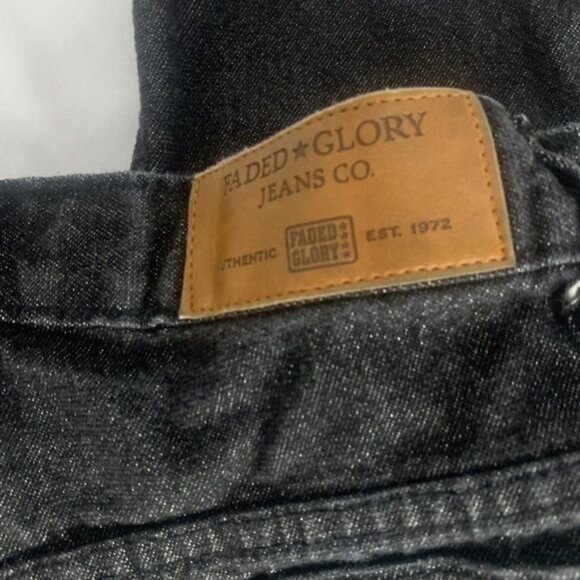 FADED★GLORY
JEANS CO.
AUTHENTIC FADED GLORY EST. 1972